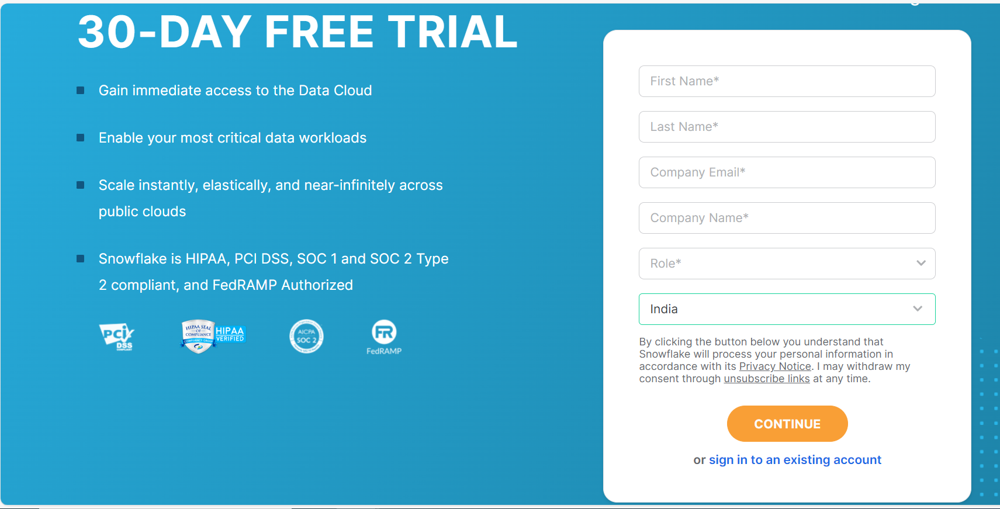 30-DAY FREE TRIAL
Gain immediate access to the Data Cloud
Enable your most critical data workloads
Scale instantly, elastically, and near-infinitely across
public clouds
Snowflake is HIPAA, PCI DSS, SOC 1 and SOC 2 Type
2 compliant, and FedRAMP Authorized
PCI
DSS
COMPLIANT
HIPAA SEAL
OF
COMPLIANCE
COMPLIANCY GROUP
HIPAA
VERIFIED
AICPA
SOC 2
FR
FedRAMP
First Name*
Last Name*
Company Email*
Company Name*
Role*
India
By clicking the button below you understand that
Snowflake will process your personal information in
accordance with its Privacy Notice. I may withdraw my
consent through unsubscribe links at any time.
CONTINUE
or sign in to an existing account